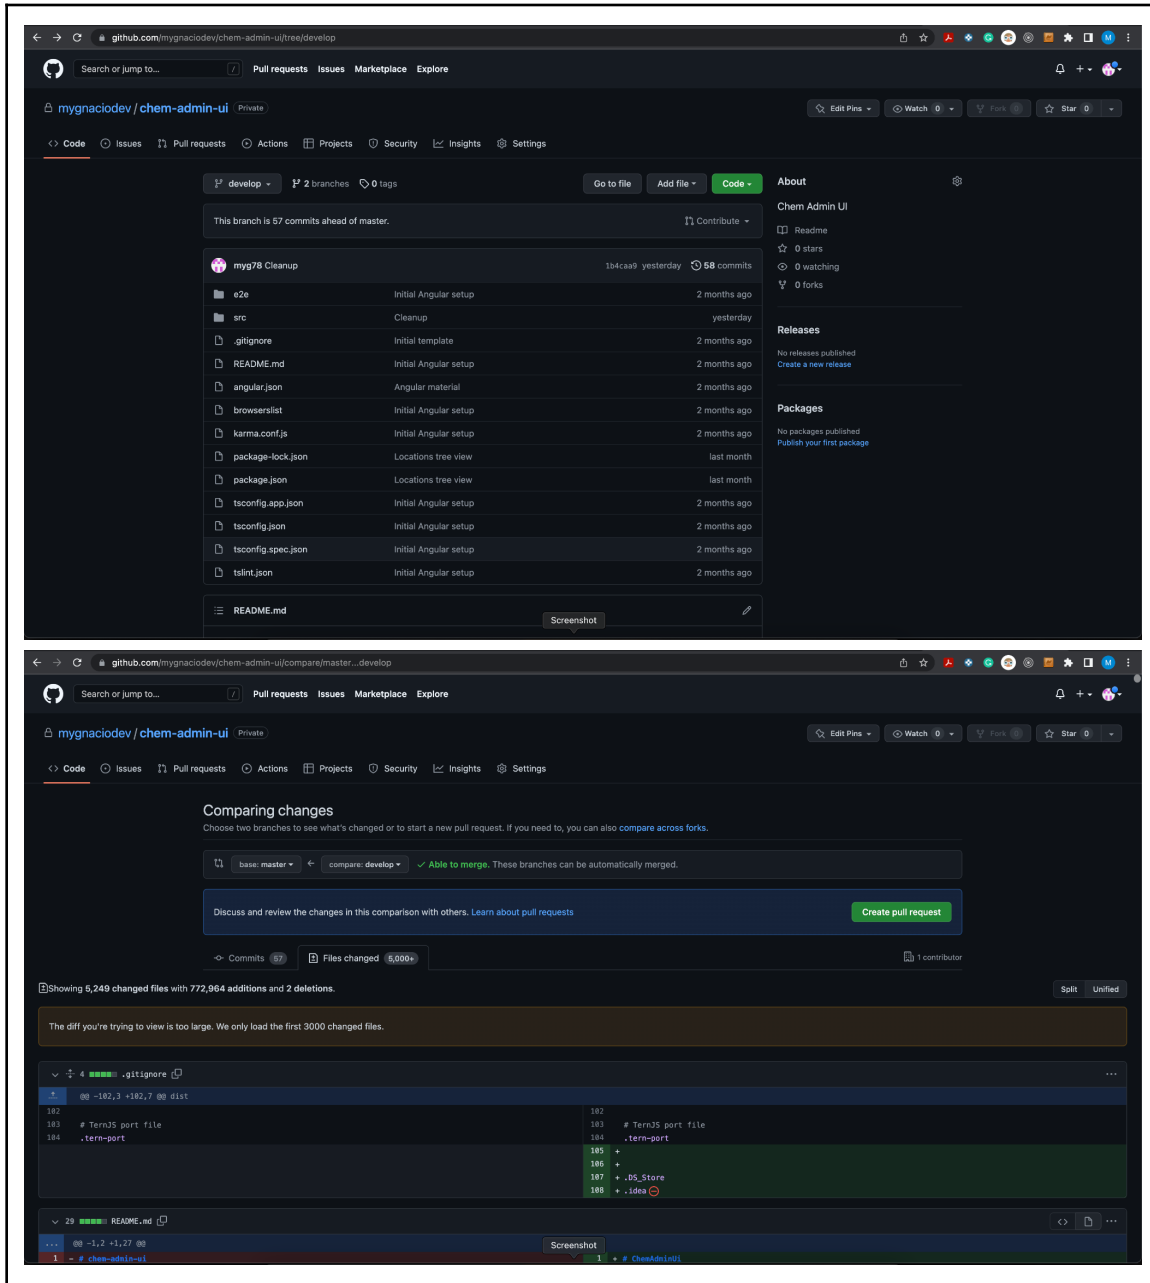 github.com/mygnaciodev/chem-admin-ui/tree/develop
M
Search or jump to... / Pull requests Issues Marketplace Explore
mygnaciodev / chem-admin-ui Private
Edit Pins Watch 0 Fork 0 Star 0
Code Issues Pull requests Actions Projects Security Insights Settings
develop 2 branches 0 tags Go to file Add file Code
This branch is 57 commits ahead of master. Contribute
myg78 Cleanup 1b4caa9 yesterday 58 commits
e2e Initial Angular setup 2 months ago
src Cleanup yesterday
.gitignore Initial template 2 months ago
README.md Initial Angular setup 2 months ago
angular.json Angular material 2 months ago
browserslist Initial Angular setup 2 months ago
karma.conf.js Initial Angular setup 2 months ago
package-lock.json Locations tree view last month
package.json Locations tree view last month
tsconfig.app.json Initial Angular setup 2 months ago
tsconfig.json Initial Angular setup 2 months ago
tsconfig.spec.json Initial Angular setup 2 months ago
tslint.json Initial Angular setup 2 months ago
README.md
About
Chem Admin UI
Readme
0 stars
0 watching
0 forks
Releases
No releases published
Create a new release
Packages
No packages published
Publish your first package
Screenshot
github.com/mygnaciodev/chem-admin-ui/compare/master...develop
M
Search or jump to... / Pull requests Issues Marketplace Explore
mygnaciodev / chem-admin-ui Private
Edit Pins Watch 0 Fork 0 Star 0
Code Issues Pull requests Actions Projects Security Insights Settings
Comparing changes
Choose two branches to see what's changed or to start a new pull request. If you need to, you can also compare across forks.
base: master compare: develop Able to merge. These branches can be automatically merged.
Discuss and review the changes in this comparison with others. Learn about pull requests Create pull request
Commits 57 Files changed 5,000+ 1 contributor
Showing 5,249 changed files with 772,964 additions and 2 deletions. Split Unified
The diff you're trying to view is too large. We only load the first 3000 changed files.
4 .gitignore
@@ -102,3 +102,7 @@ dist
102 102
103 # TernJS port file 103 # TernJS port file
104 .tern-port 104 .tern-port
105 +
106 +
107 + .DS_Store
108 + .idea
29 README.md
@@ -1,2 +1,27 @@
1 - # chem-admin-ui 1 + # ChemAdminUi
Screenshot